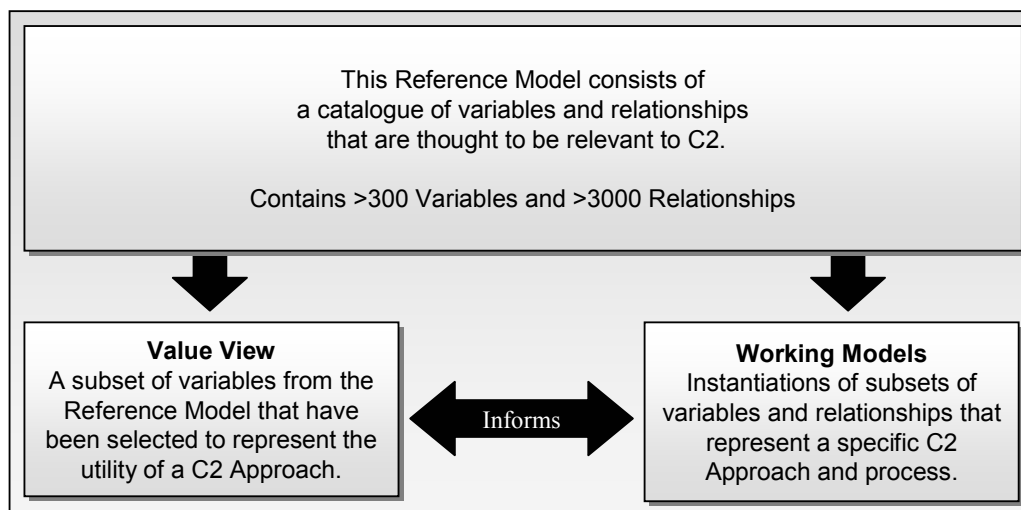 This Reference Model consists of
a catalogue of variables and relationships
that are thought to be relevant to C2.
Contains >300 Variables and >3000 Relationships
Value View
A subset of variables from the
Reference Model that have
been selected to represent the
utility of a C2 Approach.
Informs
Working Models
Instantiations of subsets of
variables and relationships that
represent a specific C2
Approach and process.